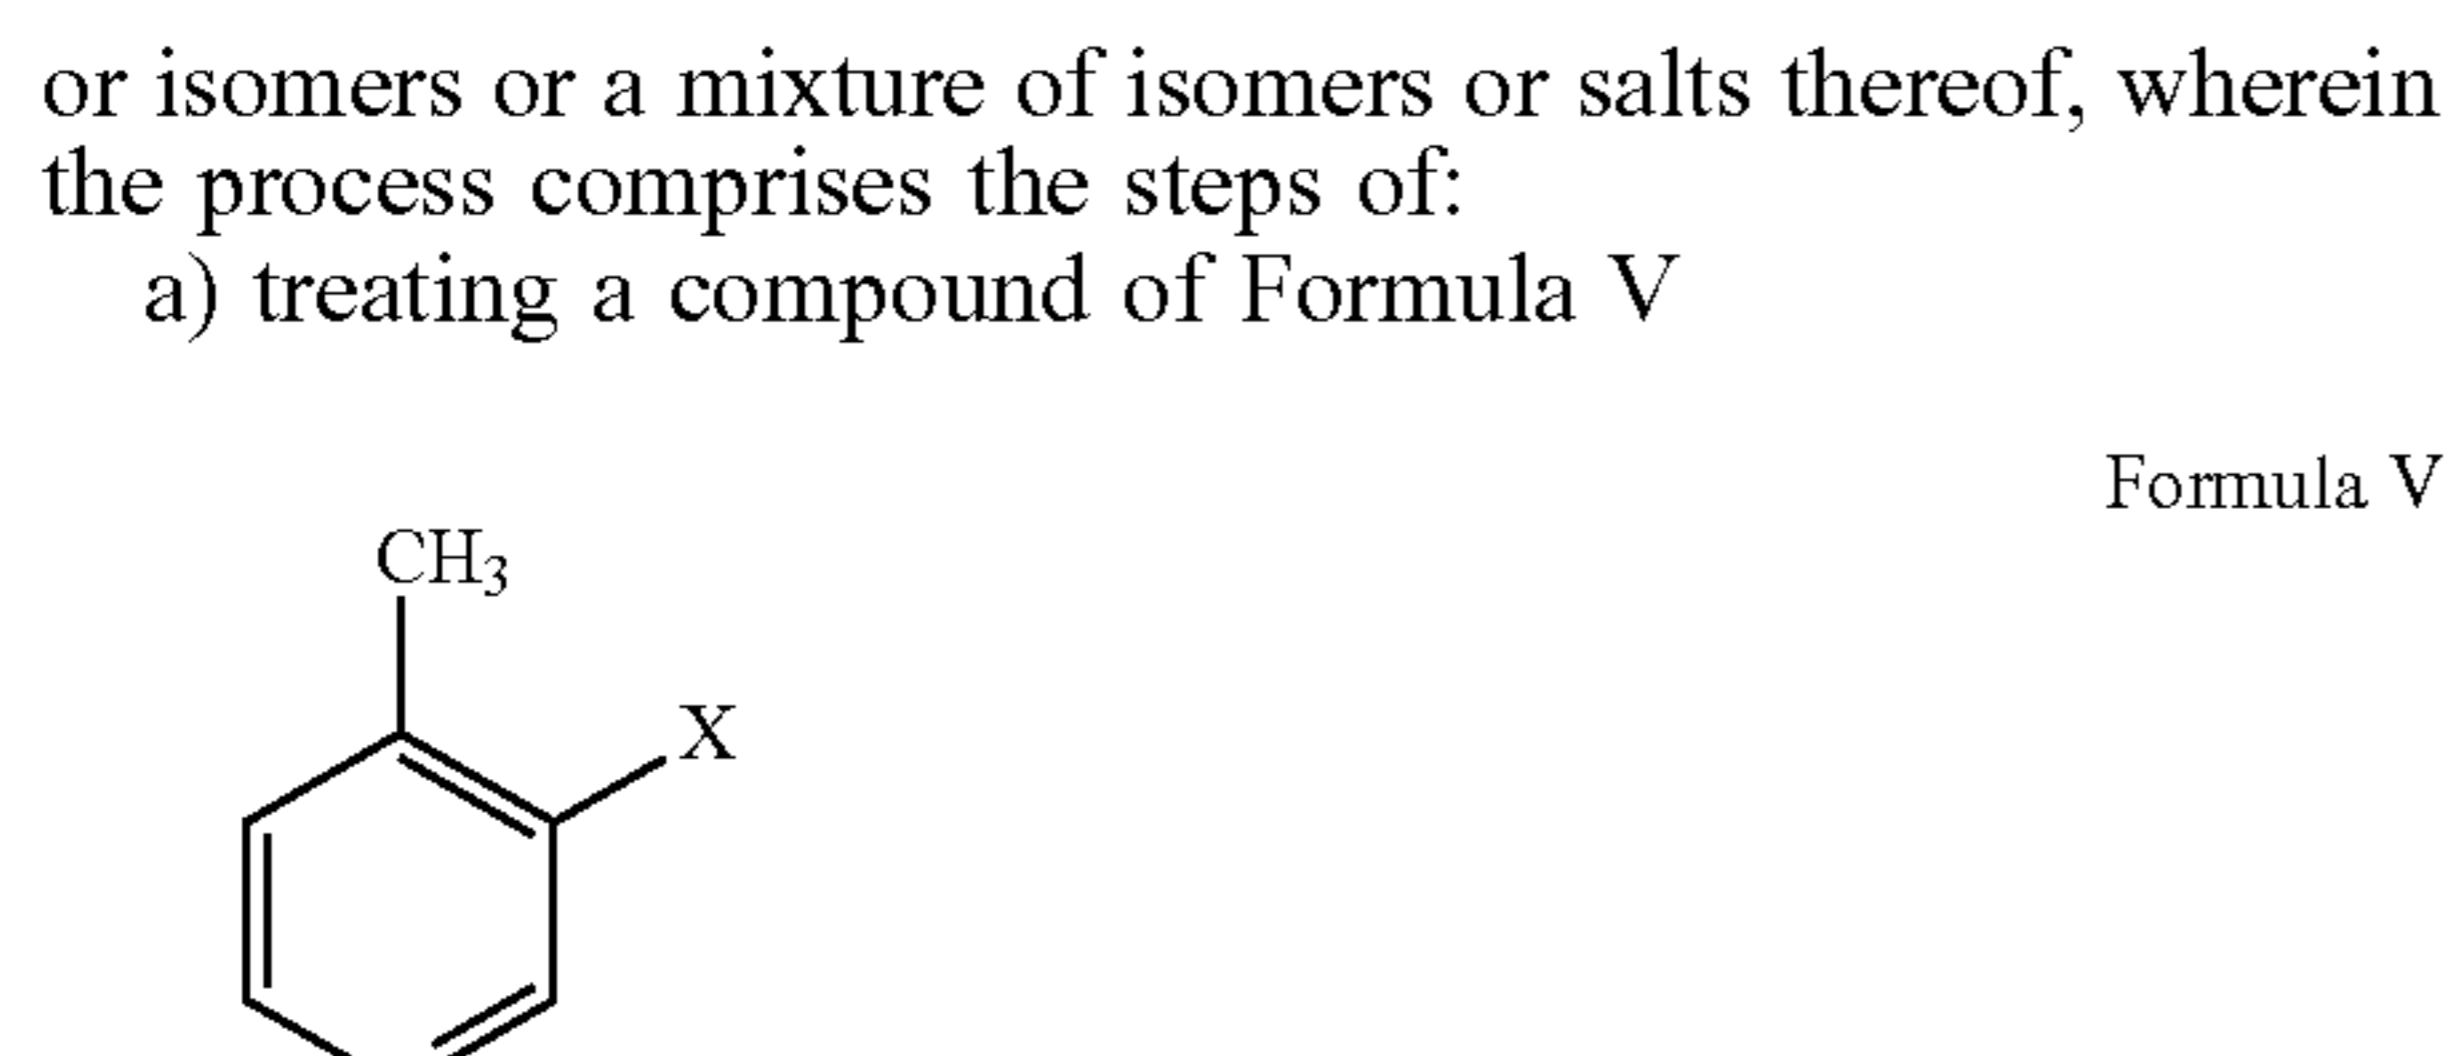 or isomers or a mixture of isomers or salts thereof, wherein
the process comprises the steps of:
a) treating a compound of Formula V
Formula V
CH₃
X